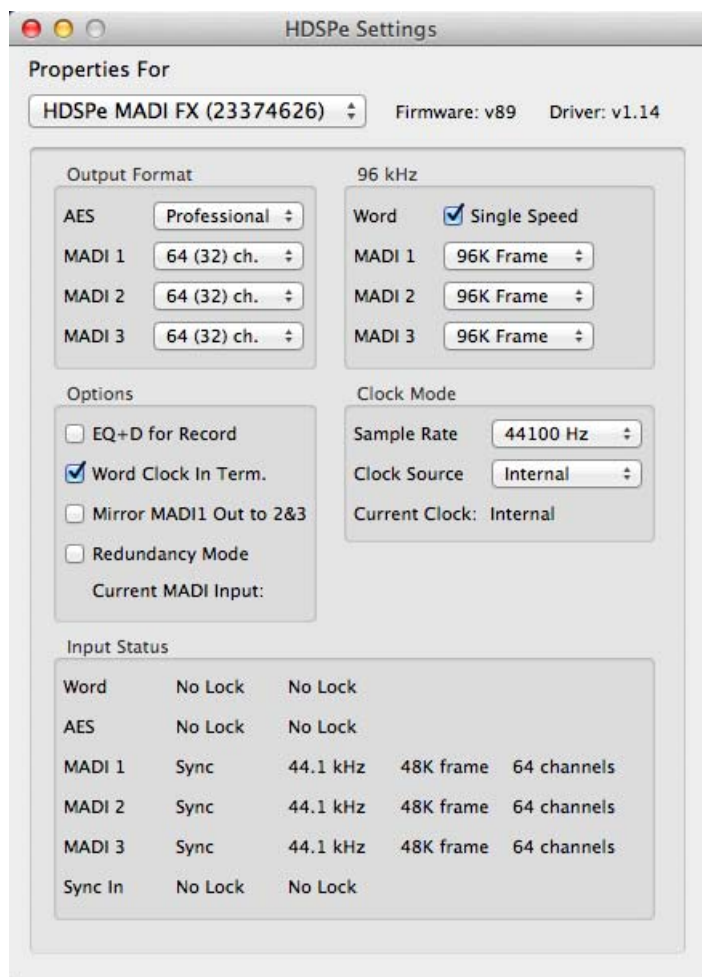 HDSPe Settings
Properties For
HDSPe MADI FX (23374626) Firmware: v89 Driver: v1.14
Output Format
AES Professional
MADI 1 64 (32) ch.
MADI 2 64 (32) ch.
MADI 3 64 (32) ch.
96 kHz
Word Single Speed
MADI 1 96K Frame
MADI 2 96K Frame
MADI 3 96K Frame
Options
EQ+D for Record
Word Clock In Term.
Mirror MADI1 Out to 2&3
Redundancy Mode
Current MADI Input:
Clock Mode
Sample Rate 44100 Hz
Clock Source Internal
Current Clock: Internal
Input Status
Word No Lock No Lock
AES No Lock No Lock
MADI 1 Sync 44.1 kHz 48K frame 64 channels
MADI 2 Sync 44.1 kHz 48K frame 64 channels
MADI 3 Sync 44.1 kHz 48K frame 64 channels
Sync In No Lock No Lock